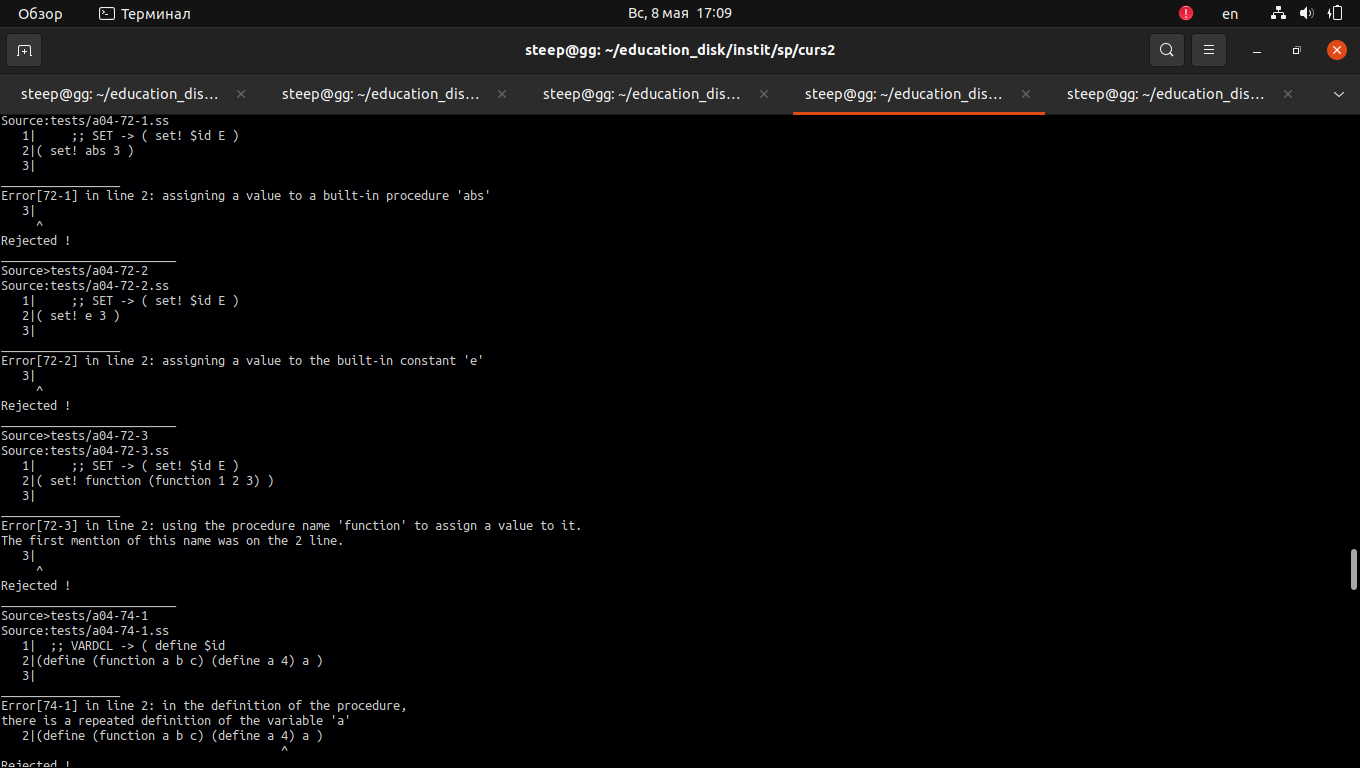 Обзор Терминал Вс, 8 мая 17:09 en
steep@gg: ~/education_disk/instit/sp/curs2
steep@gg: ~/education_dis… steep@gg: ~/education_dis… steep@gg: ~/education_dis… steep@gg: ~/education_dis… steep@gg: ~/education_dis…
Source:tests/a04-72-1.ss
   1|     ;; SET -> ( set! $id E )
   2|( set! abs 3 )
   3|
_________________
Error[72-1] in line 2: assigning a value to a built-in procedure 'abs'
   3|
     ^
Rejected !
_________________________
Source>tests/a04-72-2
Source:tests/a04-72-2.ss
   1|     ;; SET -> ( set! $id E )
   2|( set! e 3 )
   3|
_________________
Error[72-2] in line 2: assigning a value to the built-in constant 'e'
   3|
     ^
Rejected !
_________________________
Source>tests/a04-72-3
Source:tests/a04-72-3.ss
   1|     ;; SET -> ( set! $id E )
   2|( set! function (function 1 2 3) )
   3|
_________________
Error[72-3] in line 2: using the procedure name 'function' to assign a value to it.
The first mention of this name was on the 2 line.
   3|
     ^
Rejected !
_________________________
Source>tests/a04-74-1
Source:tests/a04-74-1.ss
   1|  ;; VARDCL -> ( define $id
   2|(define (function a b c) (define a 4) a )
   3|
_________________
Error[74-1] in line 2: in the definition of the procedure,
there is a repeated definition of the variable 'a'
   2|(define (function a b c) (define a 4) a )
                                        ^
Rejected !